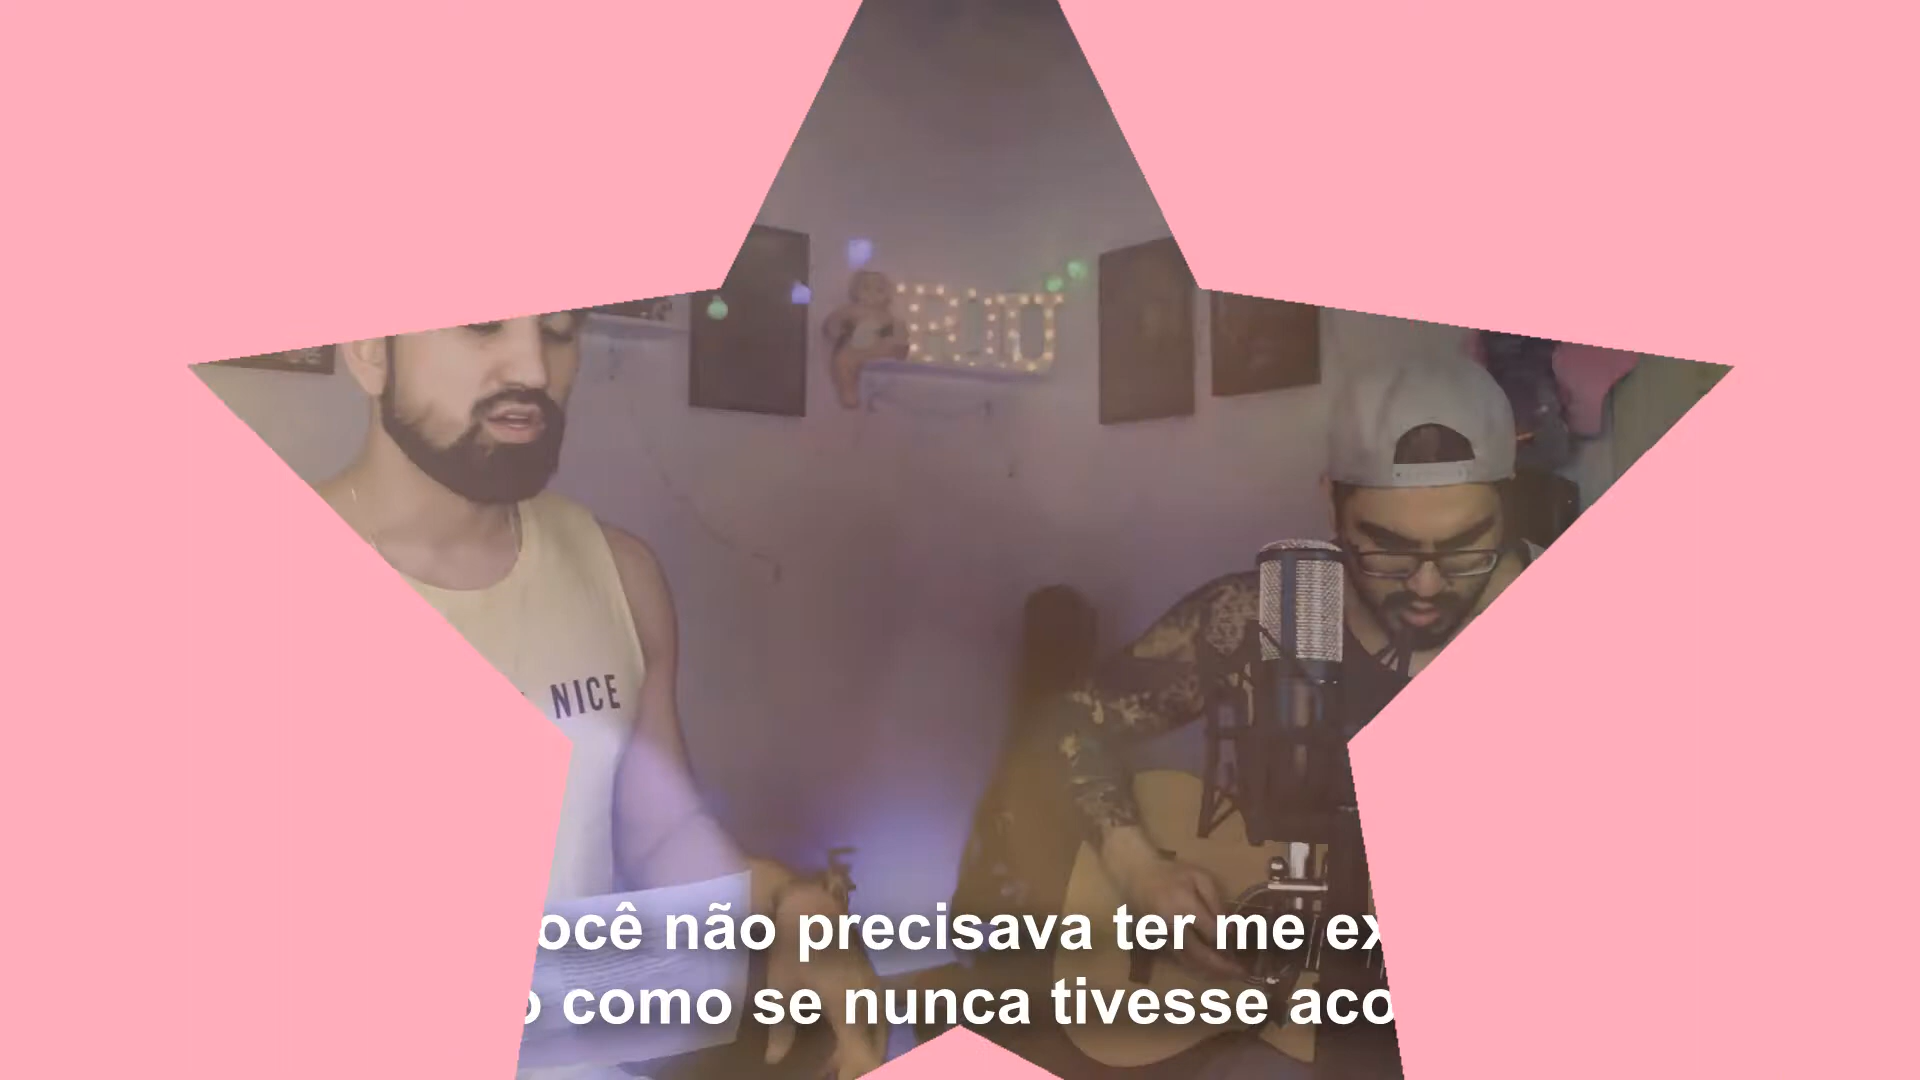 NICE
ocê não precisava ter me ex
o como se nunca tivesse aco